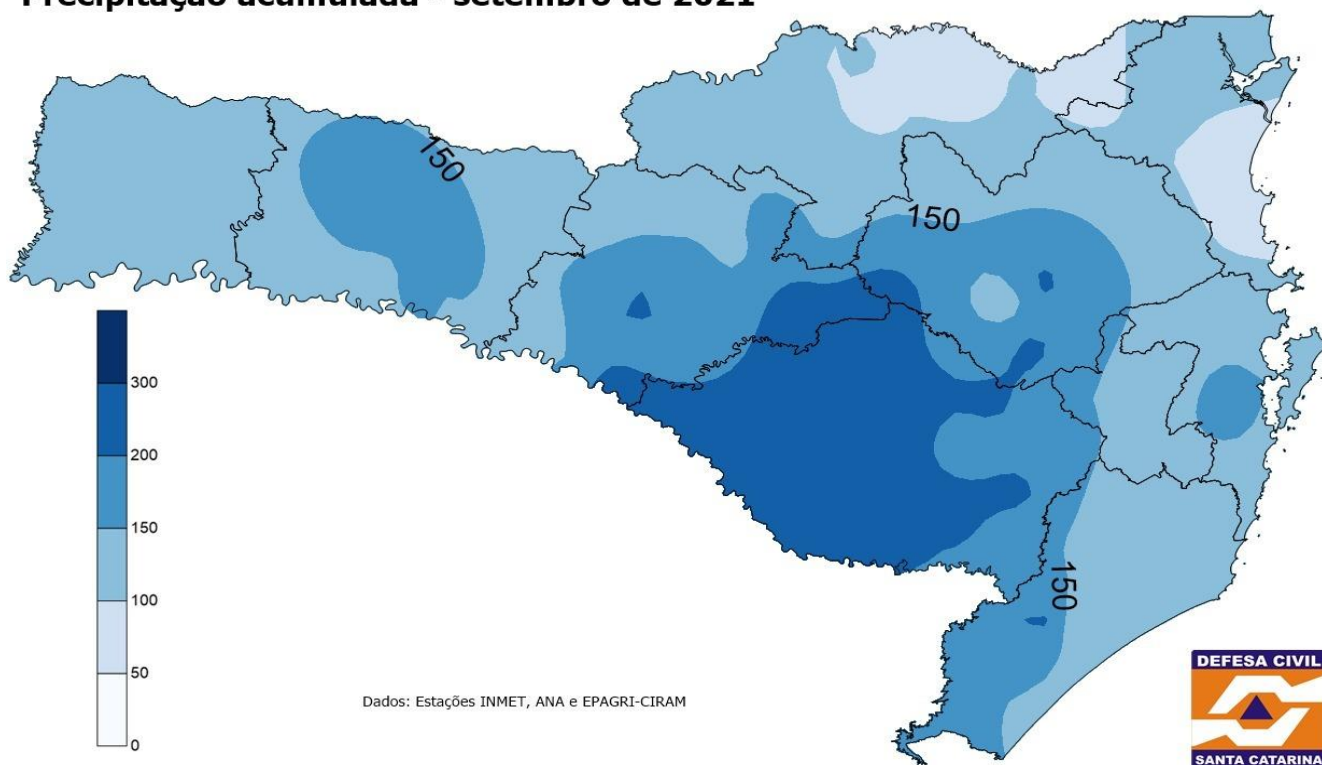 Precipitação acumulada - setembro de 2021
150
150
300
200
150
100
50
0
150
Dados: Estações INMET, ANA e EPAGRI-CIRAM
DEFESA CIVIL
SANTA CATARINA